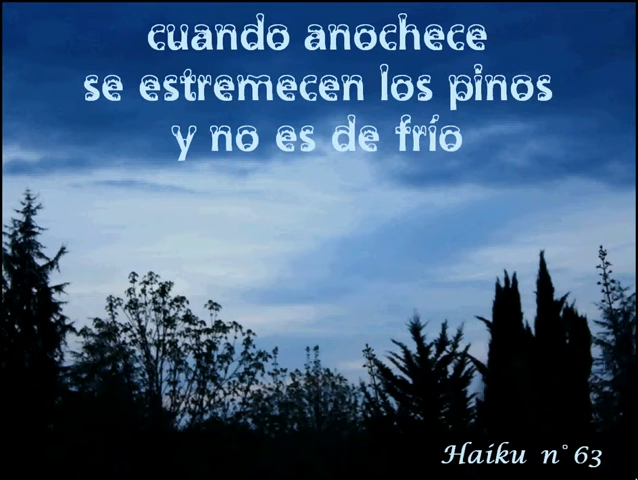 cuando anochece
se estremecen los pinos
y no es de frío
Haiku n° 63